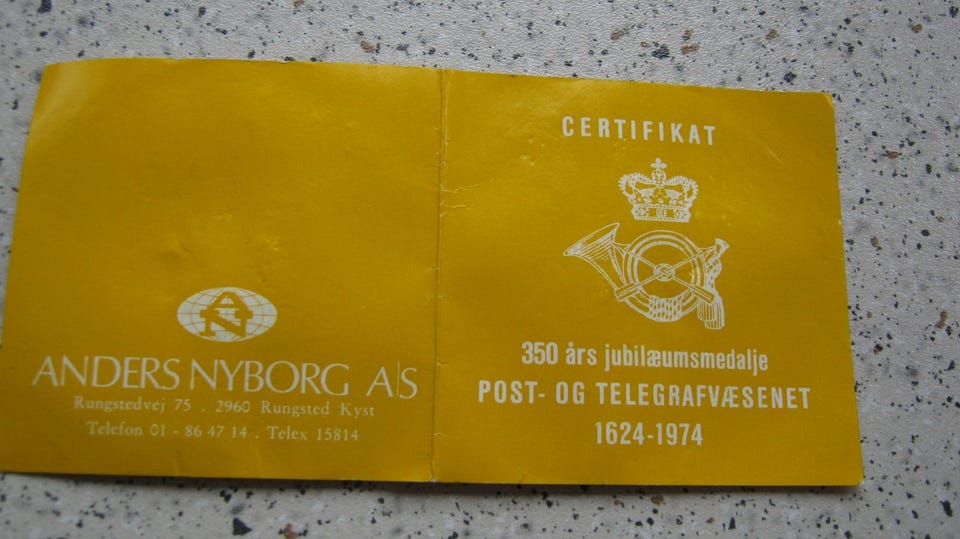 AN
ANDERS NYBORG A|S
Rungstedvej 75 . 2960 Rungsted Kyst
Telefon 01 - 86 47 14 . Telex 15814
CERTIFIKAT
350 års jubilæumsmedalje
POST- OG TELEGRAFVÆSENET
1624-1974